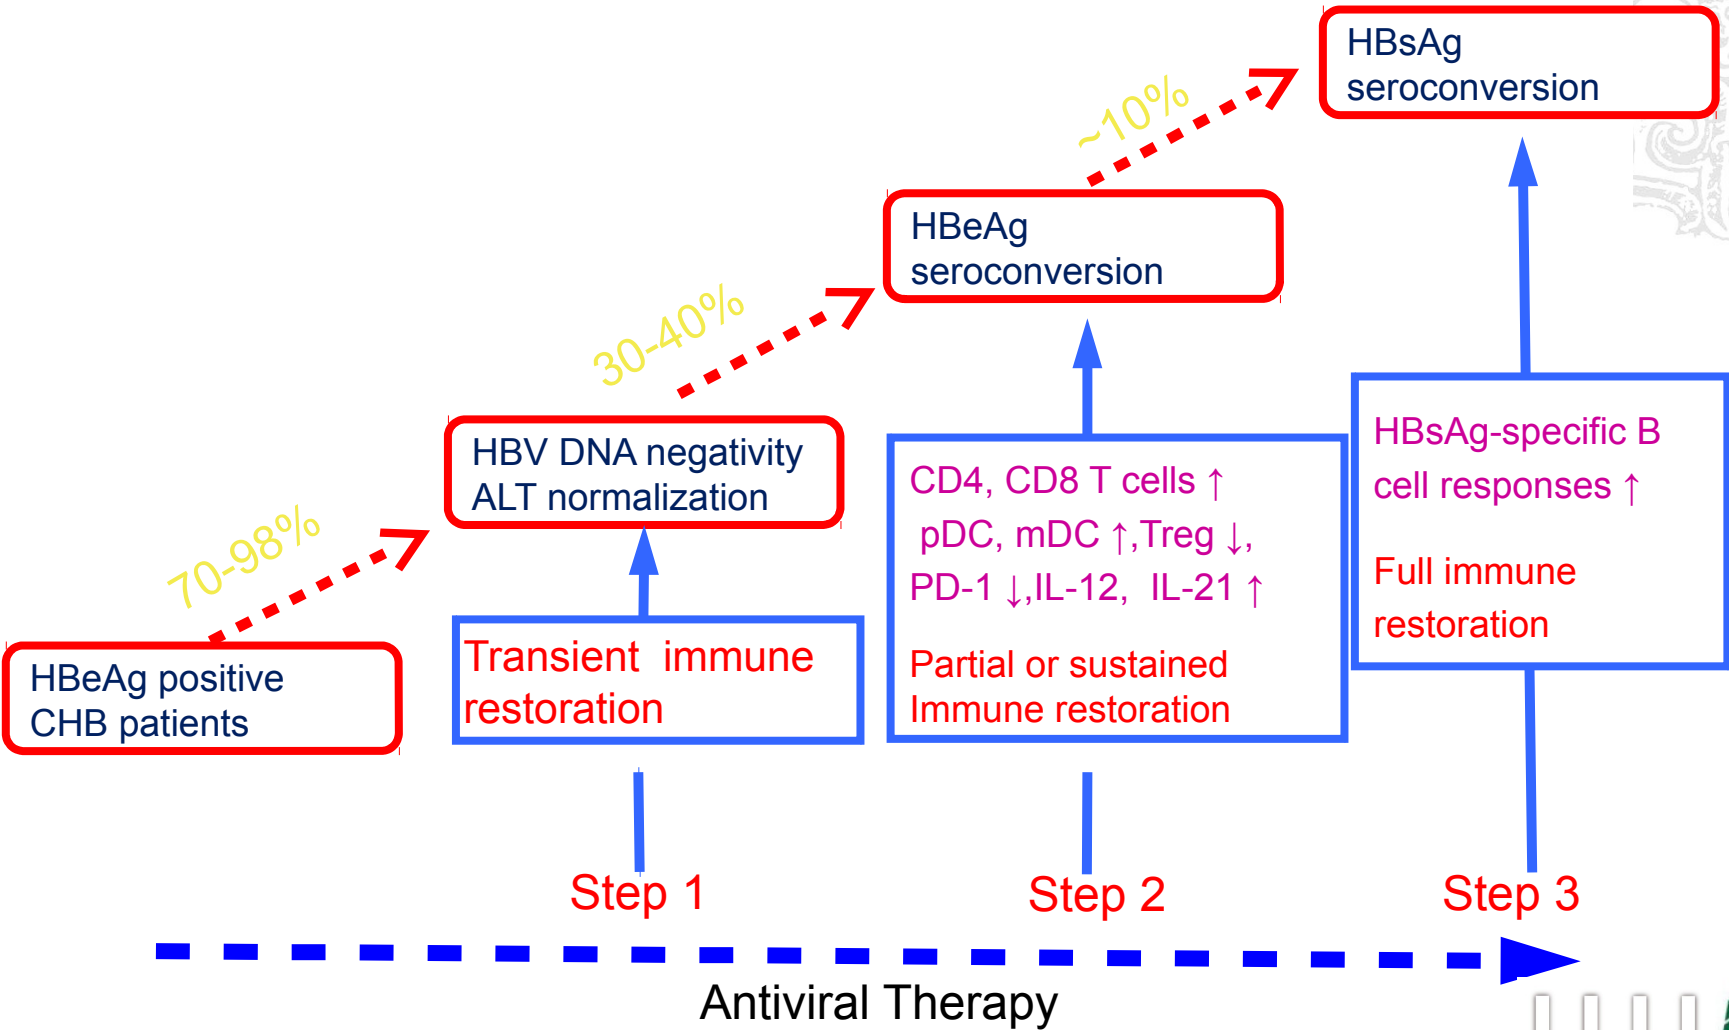 HBsAg
seroconversion
~10%
HBeAg
seroconversion
30-40%
HBV DNA negativity
ALT normalization
70-98%
HBeAg positive
CHB patients
Transient immune
restoration
CD4, CD8 T cells ↑
pDC, mDC ↑,Treg ↓,
PD-1 ↓,IL-12, IL-21 ↑
Partial or sustained
Immune restoration
HBsAg-specific B
cell responses ↑
Full immune
restoration
Step 1
Step 2
Step 3
Antiviral Therapy